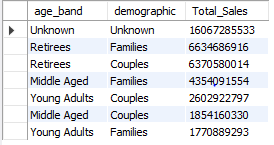 age_band demographic Total_Sales
Unknown Unknown 16067285533
Retirees Families 6634686916
Retirees Couples 6370580014
Middle Aged Families 4354091554
Young Adults Couples 2602922797
Middle Aged Couples 1854160330
Young Adults Families 1770889293